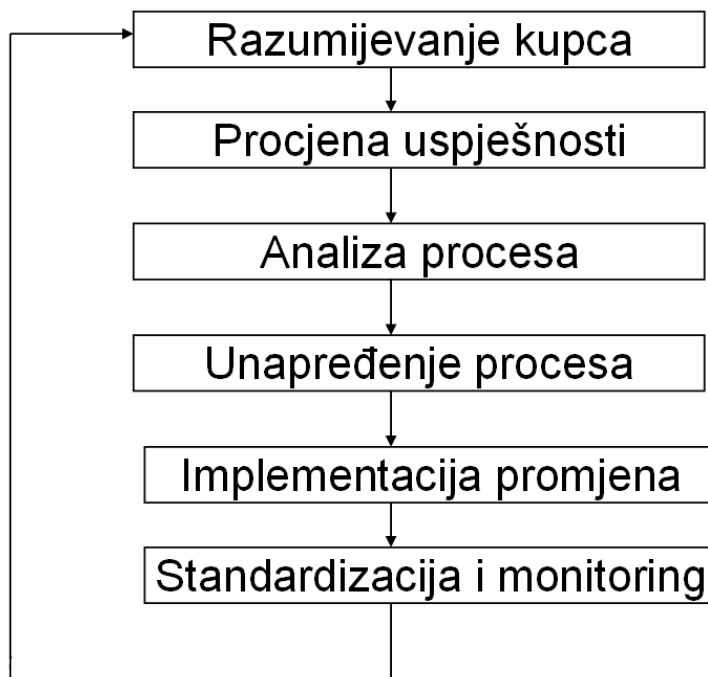 Razumijevanje kupca
Procjena uspješnosti
Analiza procesa
Unapređenje procesa
Implementacija promjena
Standardizacija i monitoring